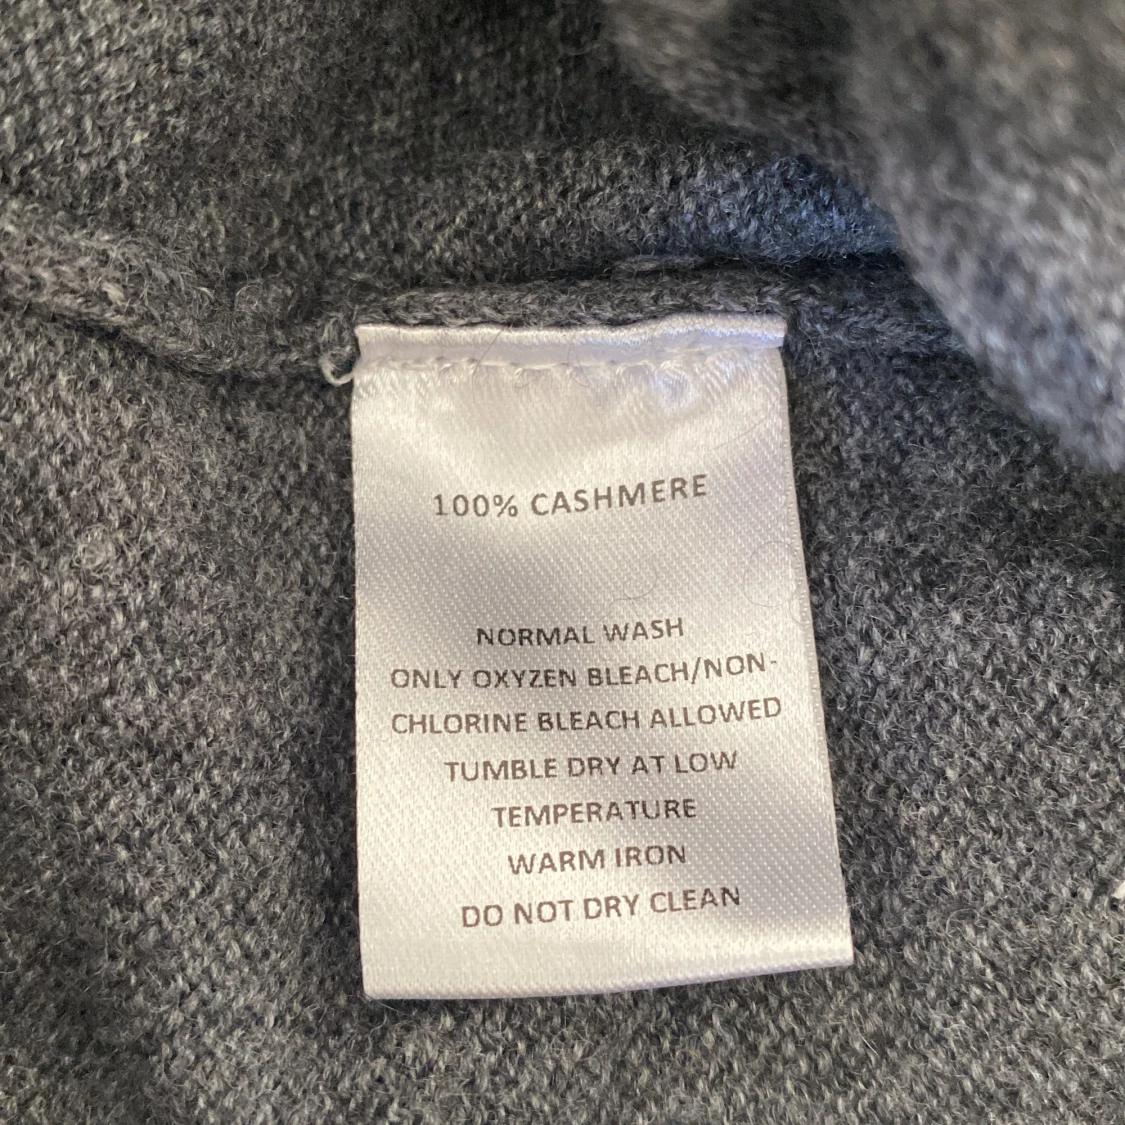 100% CASHMERE
NORMAL WASH
ONLY OXYZEN BLEACH/NON-
CHLORINE BLEACH ALLOWED
TUMBLE DRY AT LOW
TEMPERATURE
WARM IRON
DO NOT DRY CLEAN